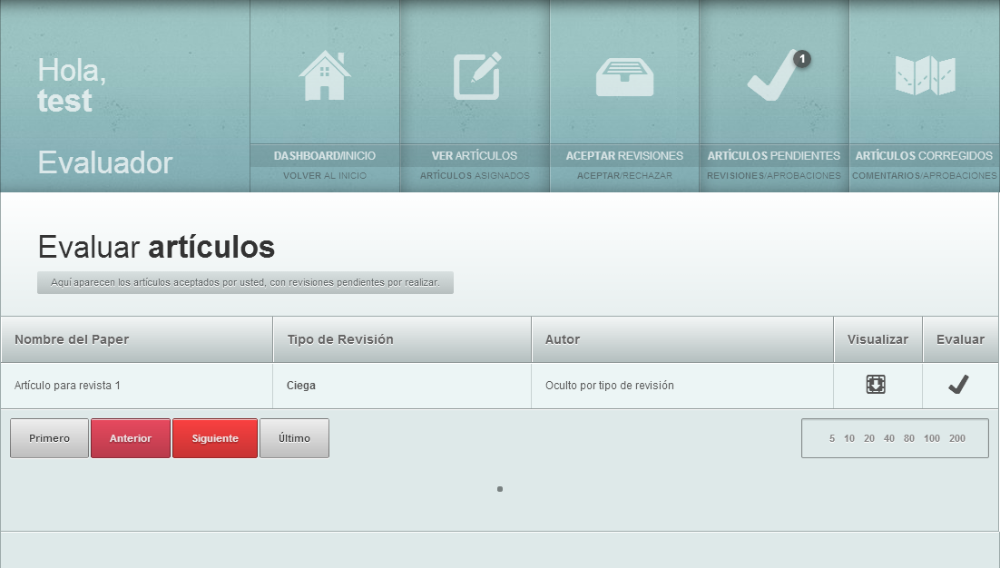 Hola,
test
Evaluador
DASHBOARD/INICIO
VOLVER AL INICIO
VER ARTÍCULOS
ARTÍCULOS ASIGNADOS
ACEPTAR REVISIONES
ACEPTAR/RECHAZAR
1
ARTÍCULOS PENDIENTES
REVISIONES/APROBACIONES
ARTÍCULOS CORREGIDOS
COMENTARIOS/APROBACIONES
Evaluar artículos
Aquí aparecen los artículos aceptados por usted, con revisiones pendientes por realizar.
Nombre del Paper Tipo de Revisión Autor Visualizar Evaluar
Artículo para revista 1 Ciega Oculto por tipo de revisión
Primero Anterior Siguiente Último 5 10 20 40 80 100 200